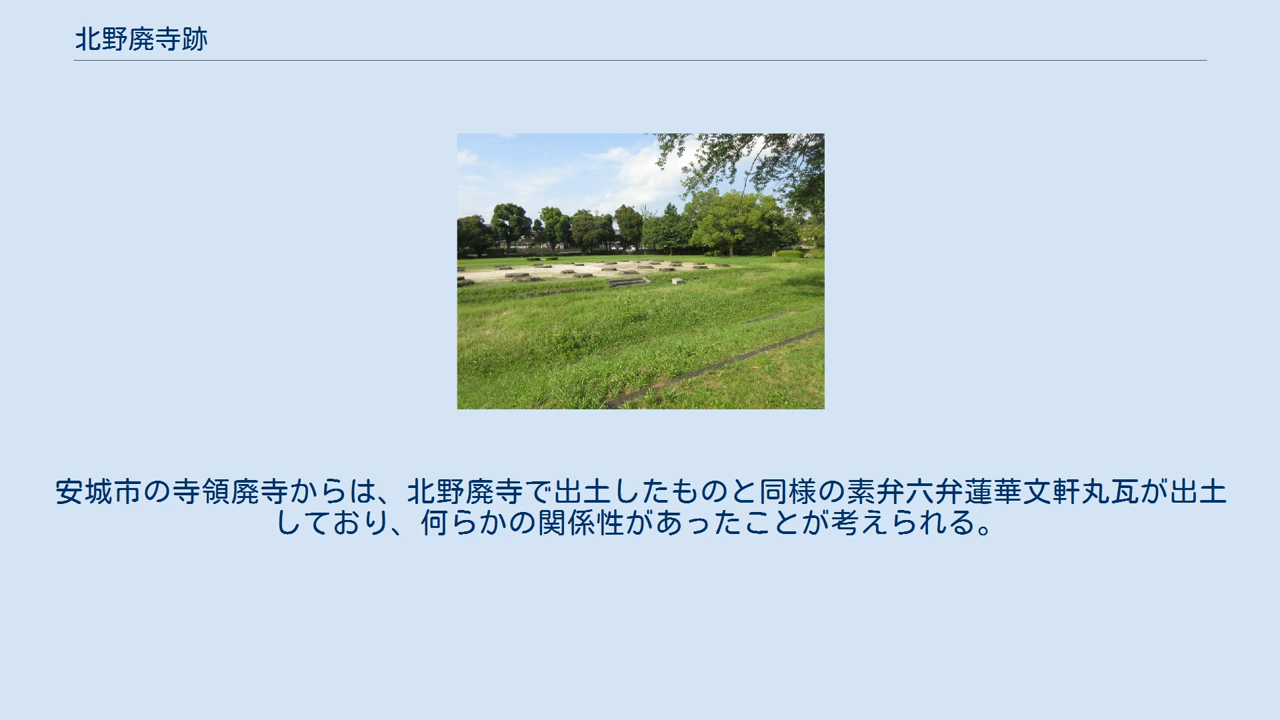 北野廃寺跡
安城市の寺領廃寺からは、北野廃寺で出土したものと同様の素弁六弁蓮華文軒丸瓦が出土
しており、何らかの関係性があったことが考えられる。